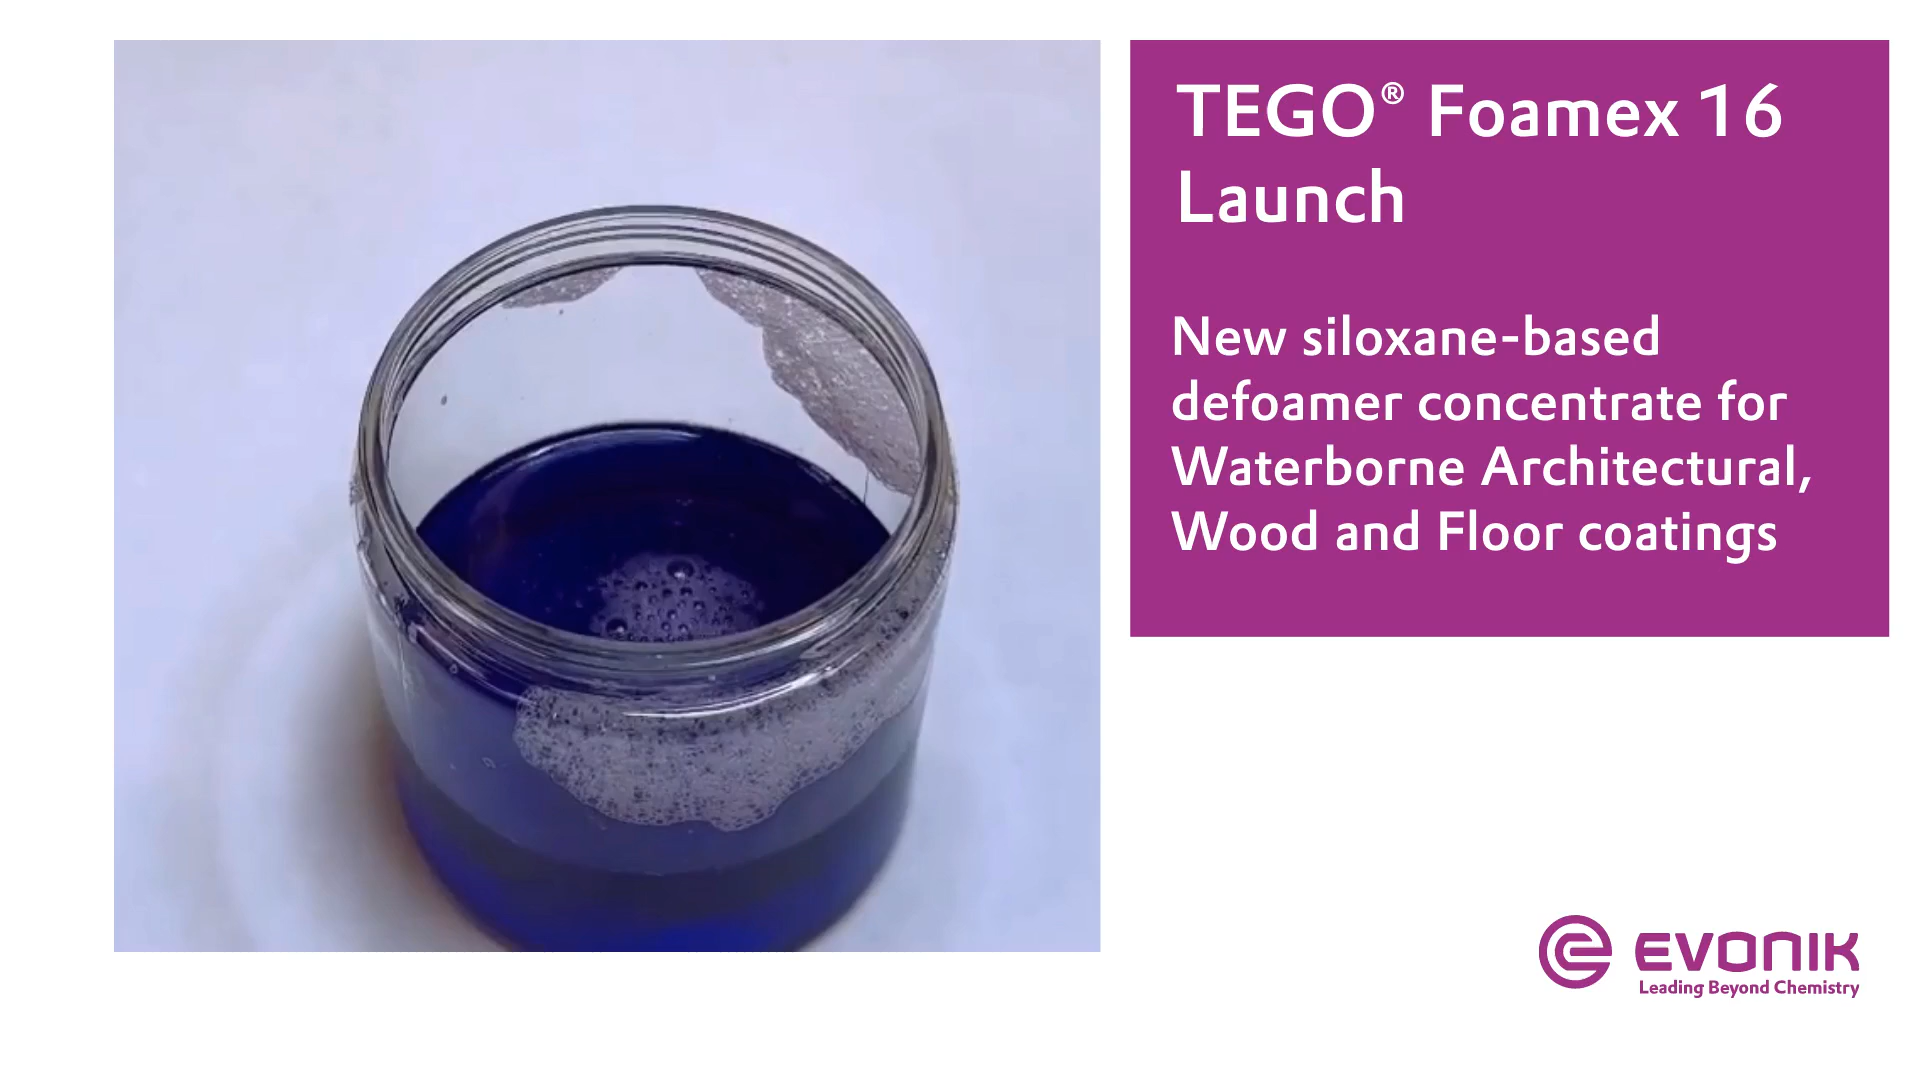 TEGO® Foamex 16
Launch
New siloxane-based
defoamer concentrate for
Waterborne Architectural,
Wood and Floor coatings
EVONIK
Leading Beyond Chemistry